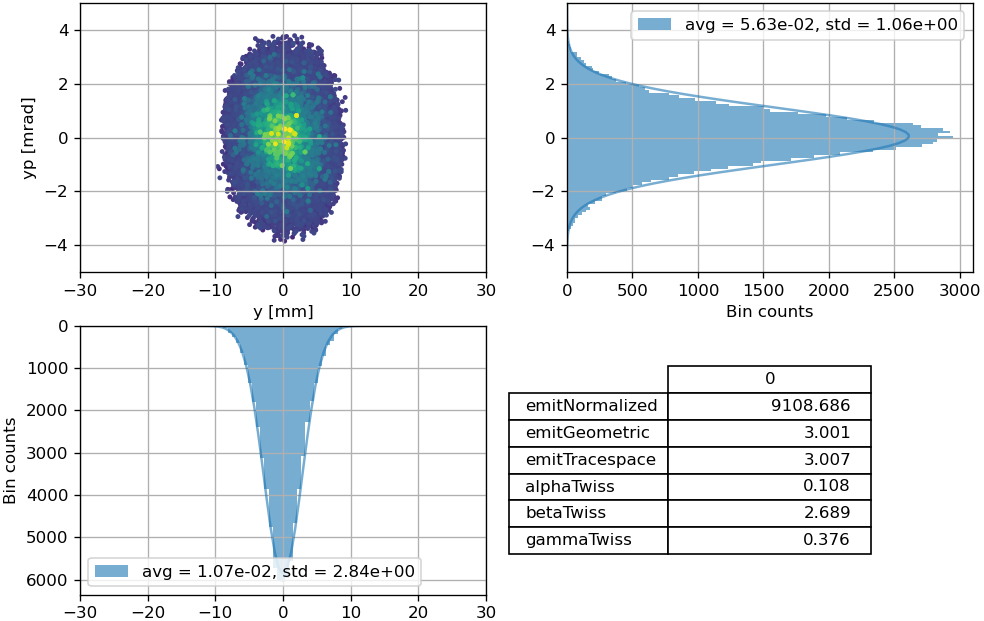 4
2
0
−2
−4
yp [mrad]
−30 −20 −10 0 10 20 30
y [mm]
avg = 5.63e-02, std = 1.06e+00
4
2
0
−2
−4
0 500 1000 1500 2000 2500 3000
Bin counts
0
1000
2000
3000
4000
5000
6000
Bin counts
avg = 1.07e-02, std = 2.84e+00
−30 −20 −10 0 10 20 30
0
emitNormalized 9108.686
emitGeometric 3.001
emitTracespace 3.007
alphaTwiss 0.108
betaTwiss 2.689
gammaTwiss 0.376